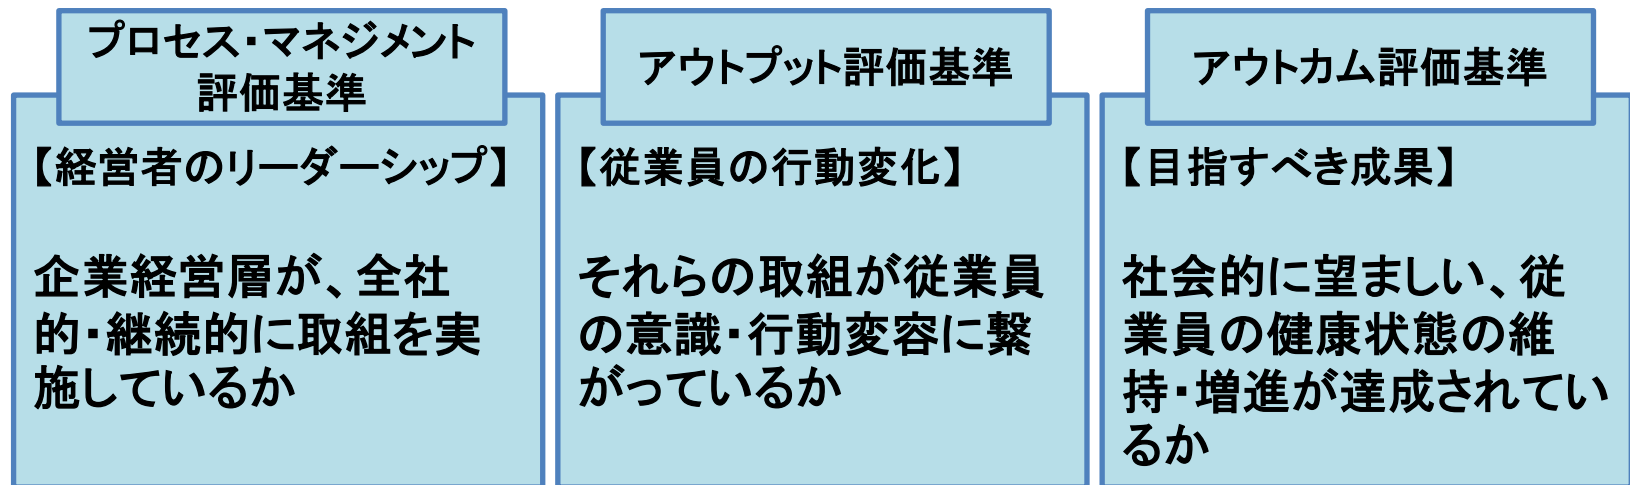 プロセス・マネジメント
評価基準
【経営者のリーダーシップ】
企業経営層が、全社
的・継続的に取組を実
施しているか
アウトプット評価基準
【従業員の行動変化】
それらの取組が従業員
の意識・行動変容に繋
がっているか
アウトカム評価基準
【目指すべき成果】
社会的に望ましい、従
業員の健康状態の維
持・増進が達成されてい
るか